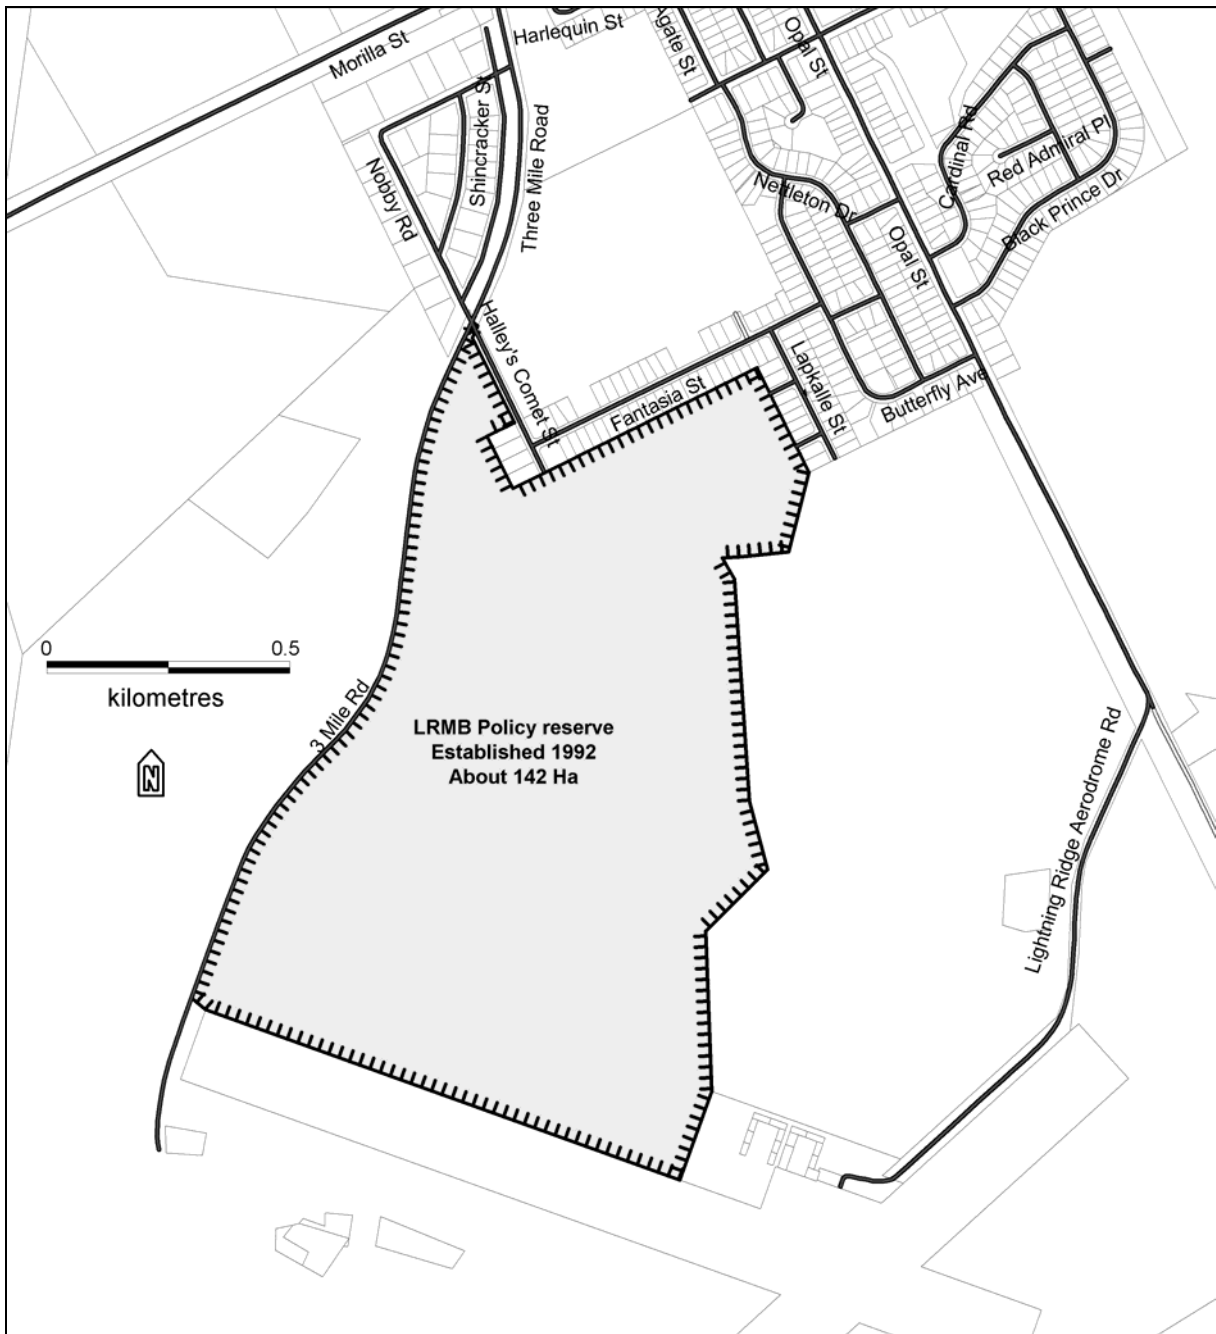 Harlequin St
Morilla St
Agate St
Opal St
Shincracker St
Three Mile Road
Nobby Rd
Cardinal Rd
Red Admiral Pl
Nettleton Dr
Black Prince Dr
Opal St
Halley's Comet St
Lapkalle St
Fantasia St
Butterfly Ave
0 0.5
kilometres
3 Mile Rd
LRMB Policy reserve
Established 1992
About 142 Ha
N
Lightning Ridge Aerodrome Rd